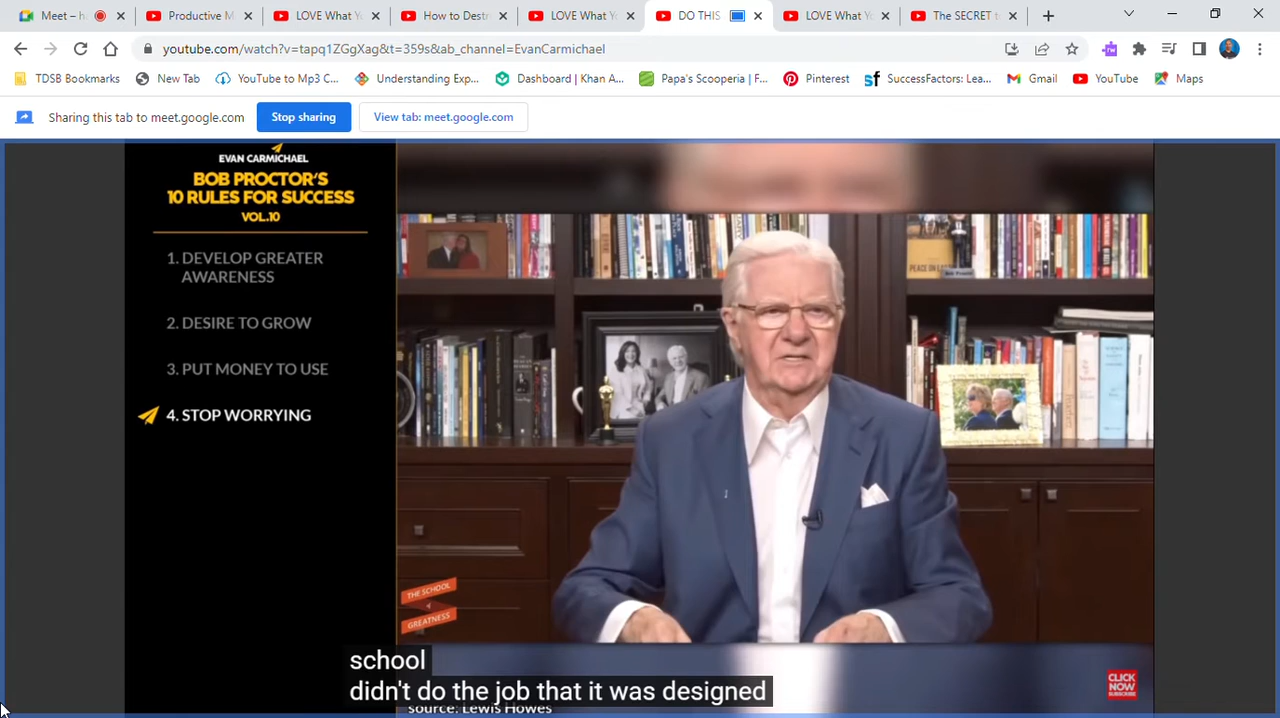 Meet – h
Productive M
LOVE What Yo
How to Destr
LOVE What Yo
DO THIS
LOVE What Yo
The SECRET t
youtube.com/watch?v=tapq1ZGgXag&t=359s&ab_channel=EvanCarmichael
TDSB Bookmarks
New Tab
YouTube to Mp3 C...
Understanding Exp...
Dashboard | Khan A...
Papa's Scooperia | F...
Pinterest
SuccessFactors: Lea...
Gmail
YouTube
Maps
Sharing this tab to meet.google.com
Stop sharing
View tab: meet.google.com
EVAN CARMICHAEL
BOB PROCTOR'S
10 RULES FOR SUCCESS
VOL.10
1. DEVELOP GREATER
AWARENESS
2. DESIRE TO GROW
3. PUT MONEY TO USE
4. STOP WORRYING
THE SCHOOL
GREATNESS
school
didn't do the job that it was designed
source: Lewis Howes
CLICK
NOW
SUBSCRIBE